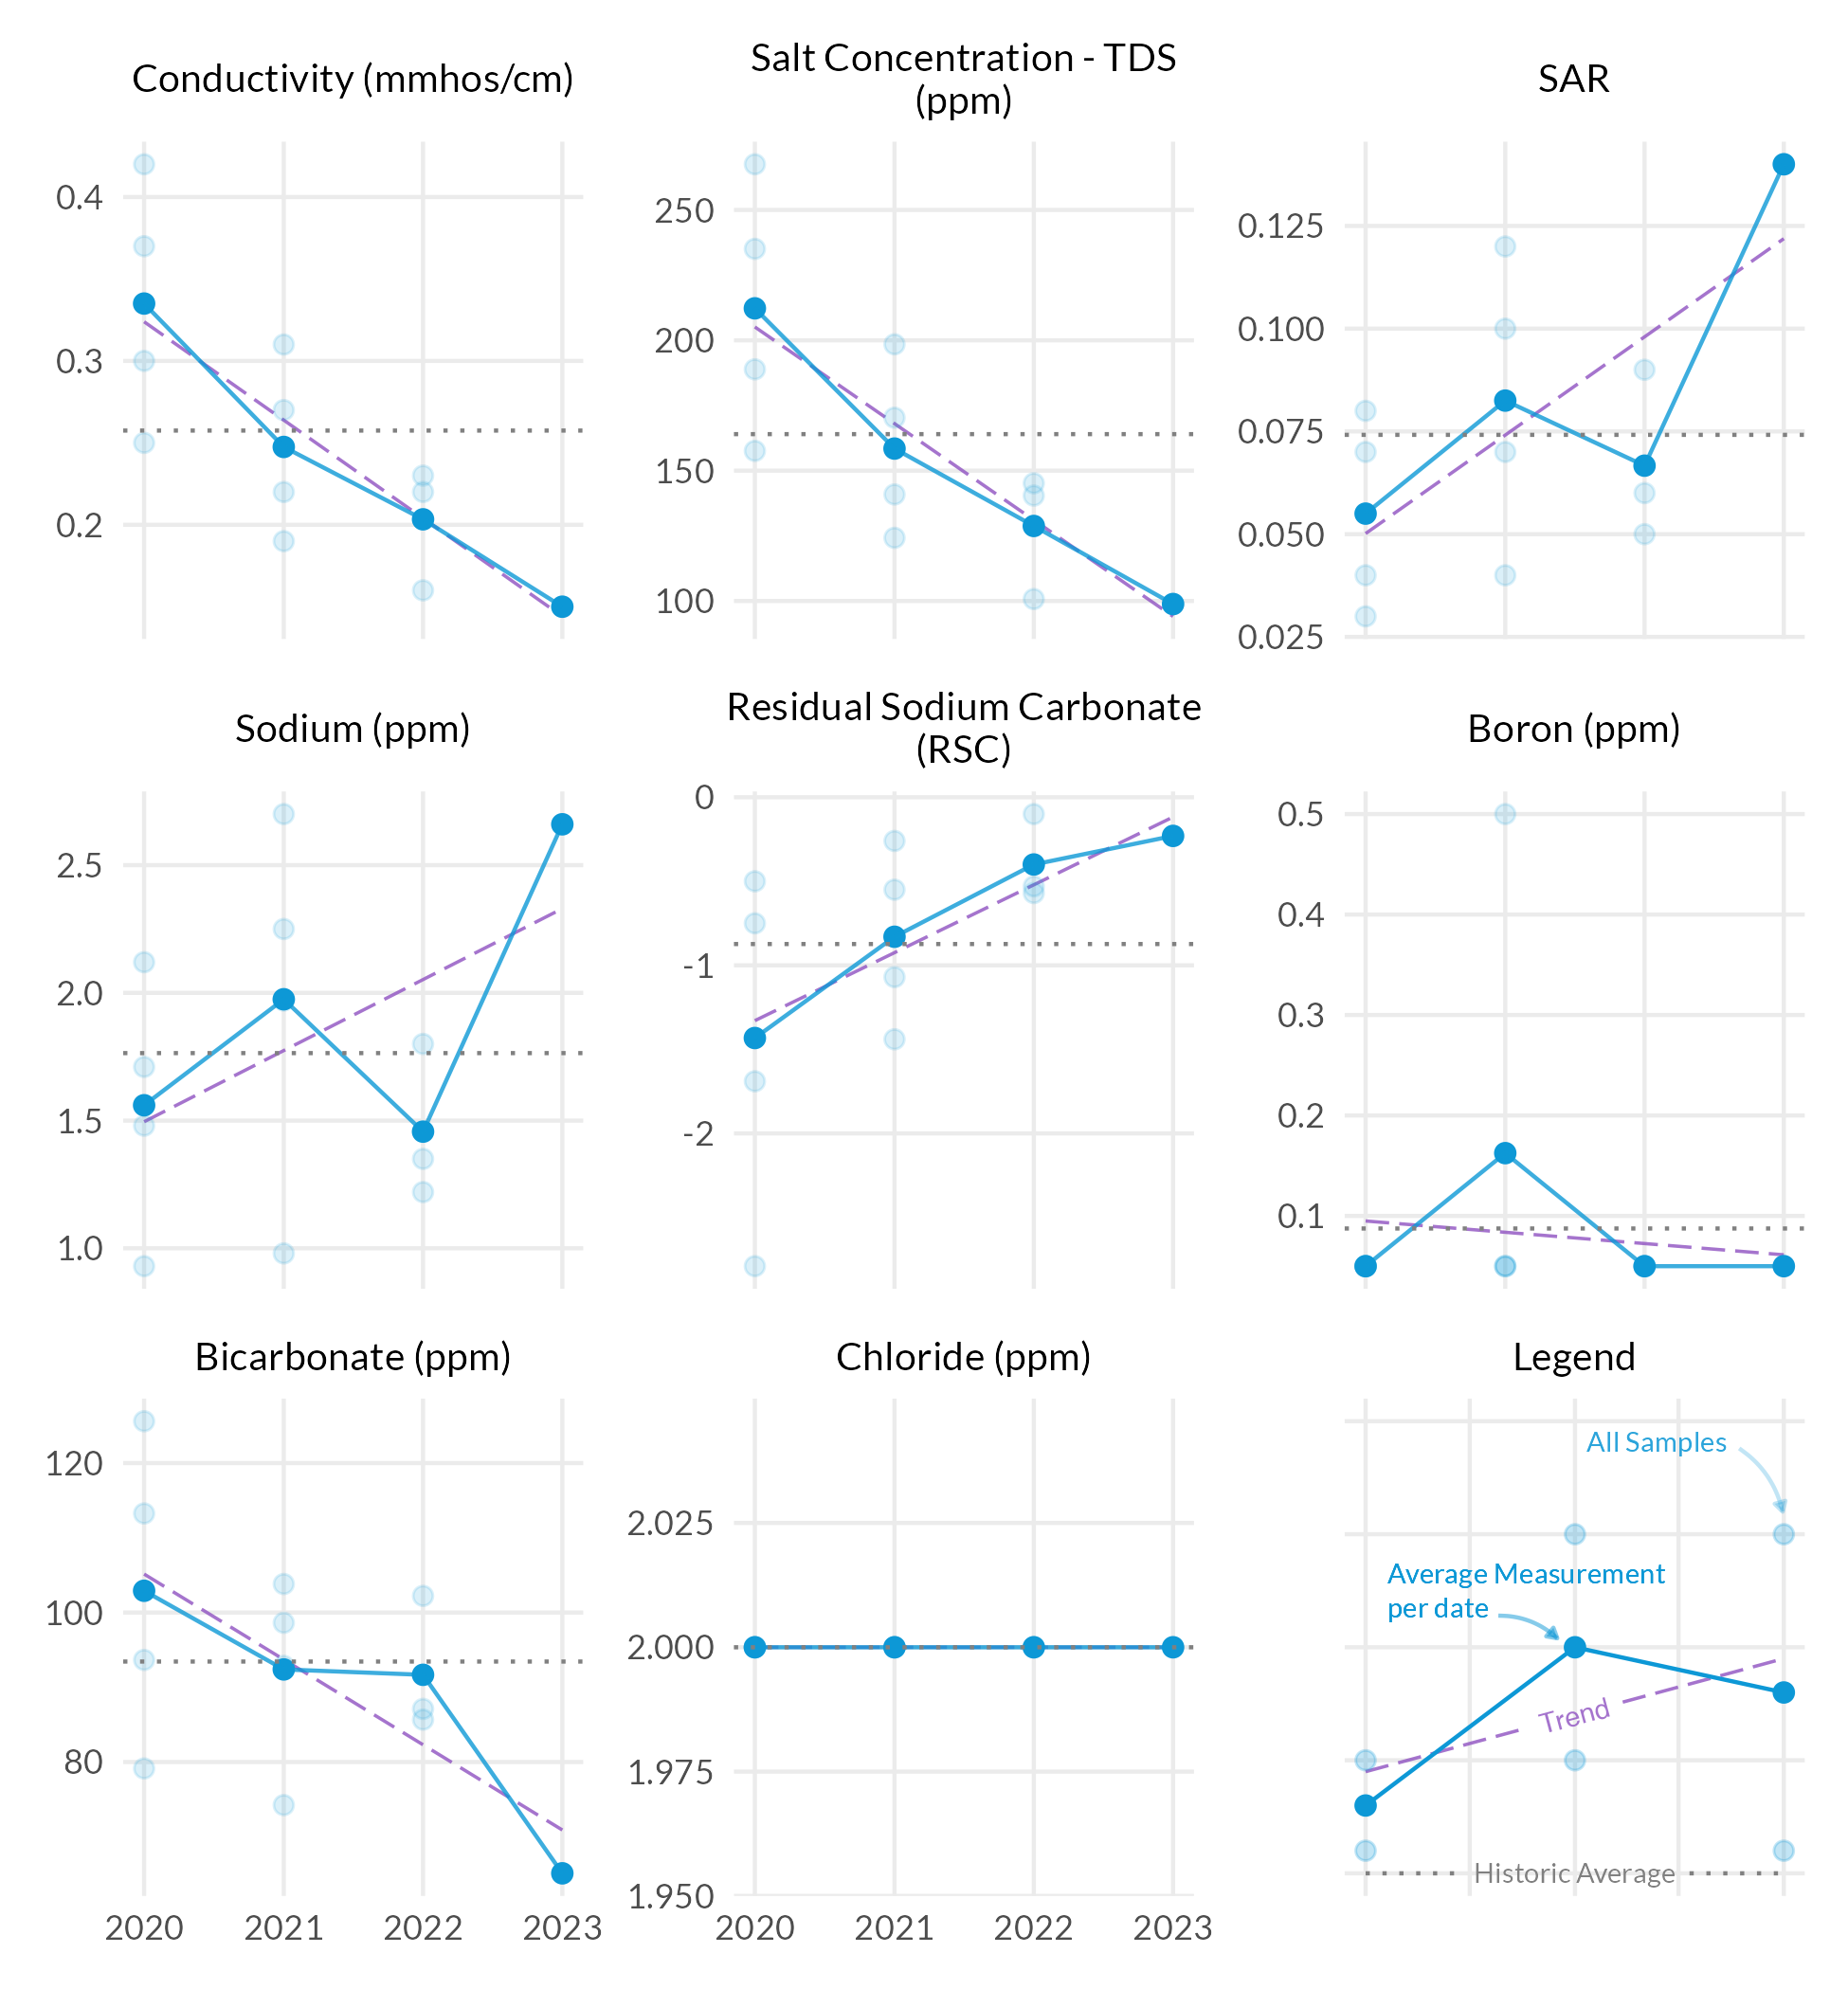 Conductivity (mmhos/cm)
0.4
0.3
0.2
Salt Concentration - TDS
(ppm)
250
200
150
100
SAR
0.125
0.100
0.075
0.050
0.025
Sodium (ppm)
2.5
2.0
1.5
1.0
Residual Sodium Carbonate
(RSC)
0
-1
-2
Boron (ppm)
0.5
0.4
0.3
0.2
0.1
Bicarbonate (ppm)
120
100
80
2020 2021 2022 2023
Chloride (ppm)
2.025
2.000
1.975
1.950
2020 2021 2022 2023
Legend
All Samples
Average Measurement
per date
Trend
Historic Average